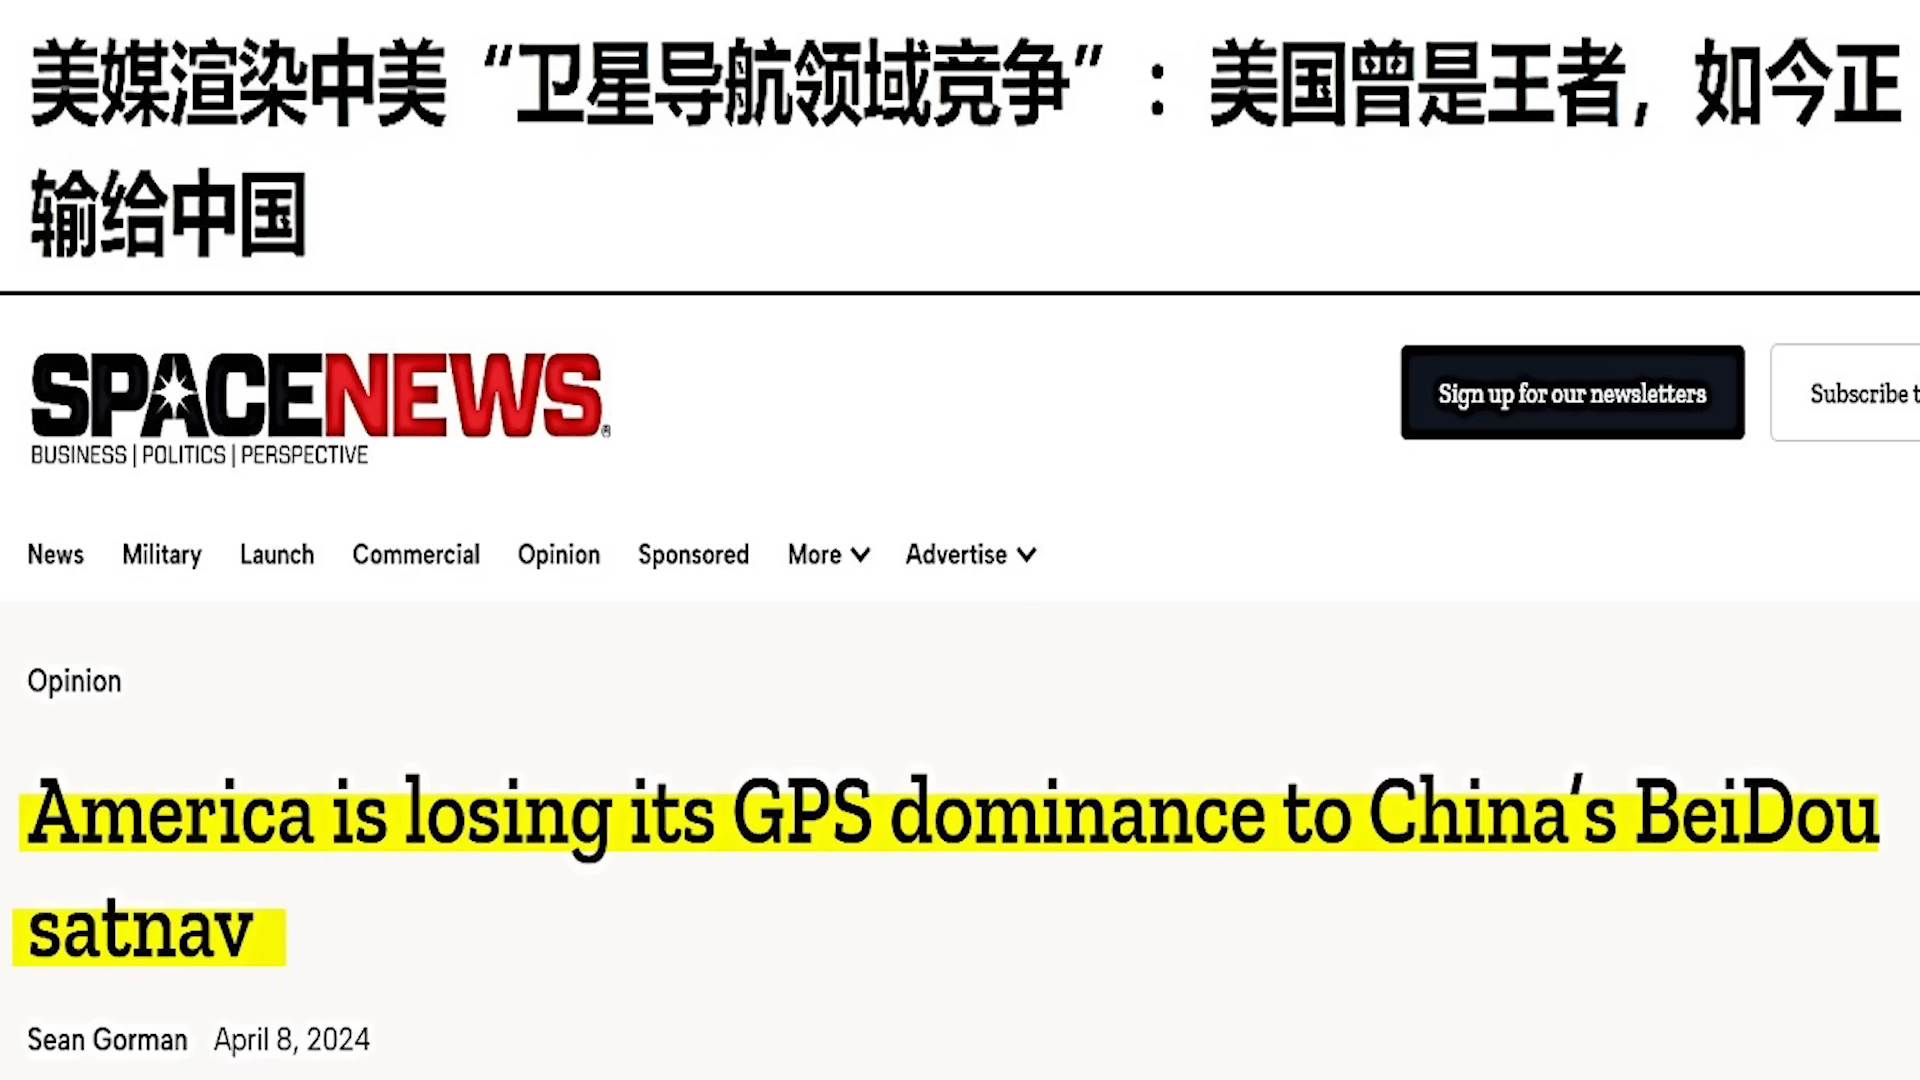 美媒渲染中美“卫星导航领域竞争”：美国曾是王者，如今正
输给中国
SPACENEWS®
BUSINESS | POLITICS | PERSPECTIVE
Sign up for our newsletters
Subscribe t
News Military Launch Commercial Opinion Sponsored More Advertise
Opinion
America is losing its GPS dominance to China’s BeiDou
satnav
Sean Gorman April 8, 2024